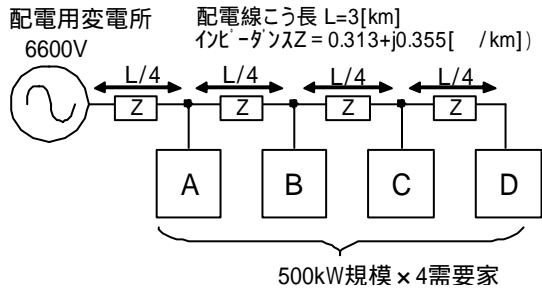 配電用変電所
6600V
配電線こう長 L=3[km]
インピーダンスZ = 0.313+j0.355[ /km])
L/4 L/4 L/4 L/4
Z Z Z Z
A B C D
500kW規模×4需要家